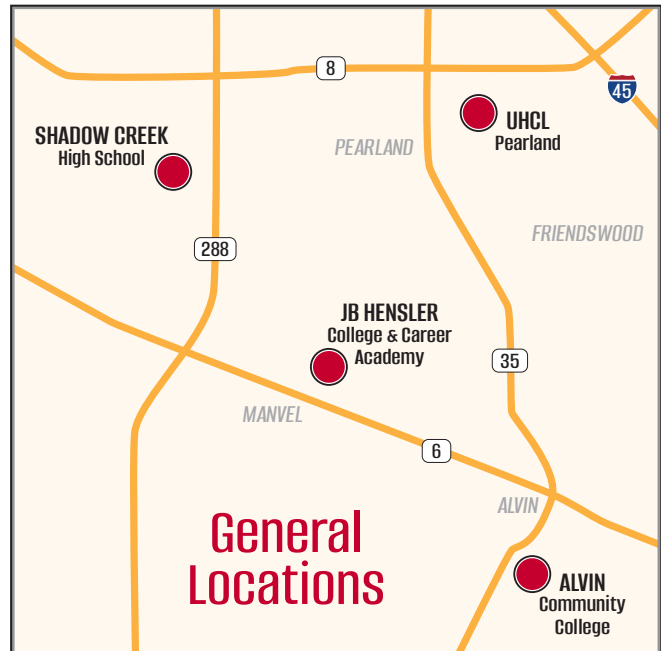 8
45
SHADOW CREEK
High School
UHCL
Pearland
PEARLAND
FRIENDSWOOD
288
JB HENSLER
College & Career
Academy
35
MANVEL
6
ALVIN
General
Locations
ALVIN
Community
College